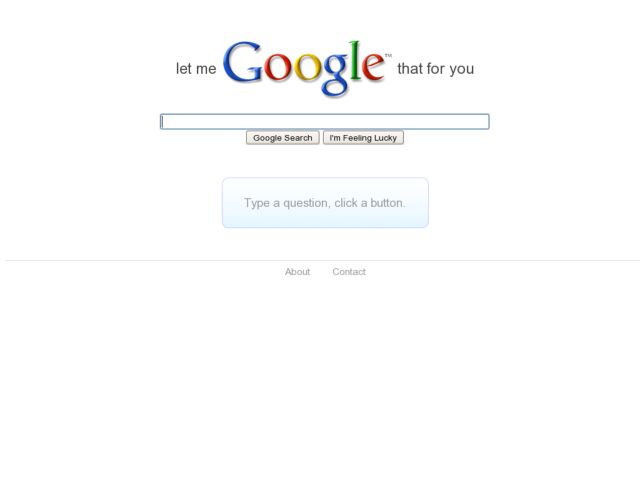 let me Google™ that for you
Google Search I'm Feeling Lucky
Type a question, click a button.
About Contact